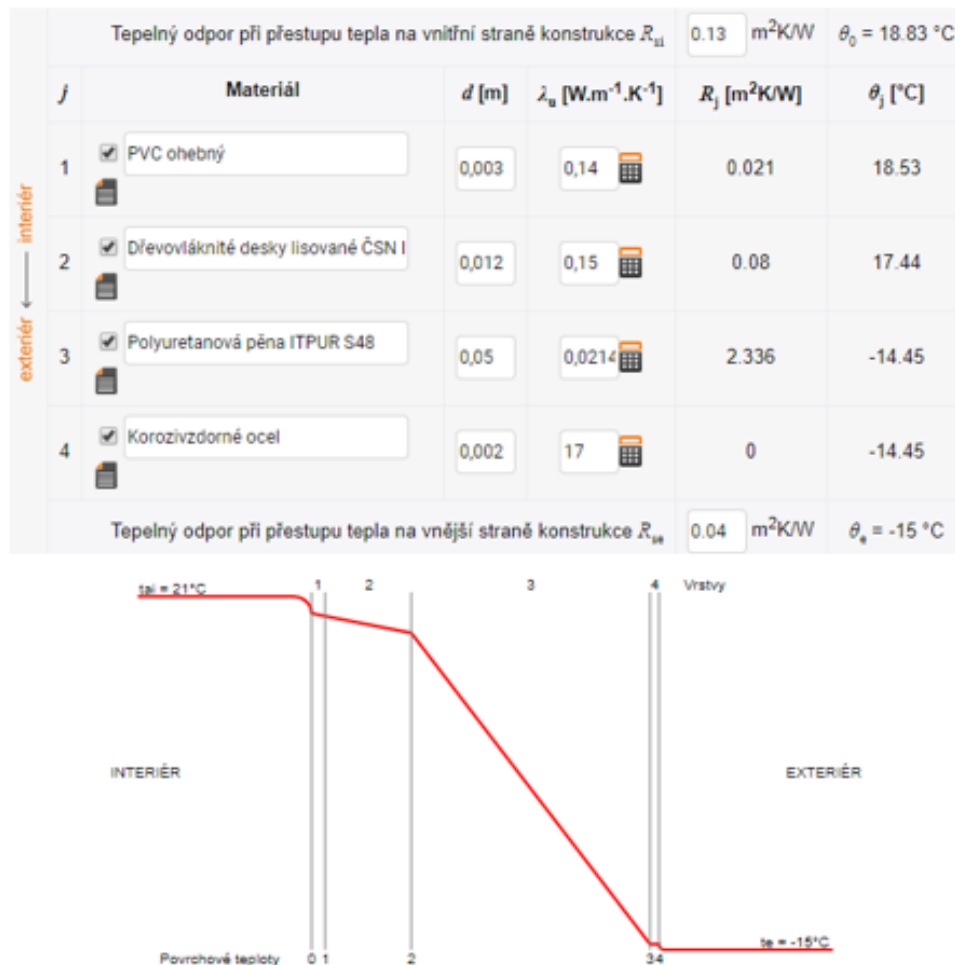 Tepelný odpor při přestupu tepla na vnitřní straně konstrukce Rsi 0.13 m²K/W θ0 = 18.83 °C
j Materiál d [m] λu [W.m⁻¹.K⁻¹] Rj [m²K/W] θj [°C]
1 PVC ohebný 0,003 0,14 0.021 18.53
2 Dřevovláknité desky lisované ČSN I 0,012 0,15 0.08 17.44
3 Polyuretanová pěna ITPUR S48 0,05 0,0214 2.336 -14.45
4 Korozivzdorné ocel 0,002 17 0 -14.45
exteriér ← interiér
Tepelný odpor při přestupu tepla na vnější straně konstrukce Rse 0.04 m²K/W θe = -15 °C
tai = 21°C 1 2 3 4 Vrstvy
INTERIÉR EXTERIÉR
te = -15°C
Povrchové teploty 0 1 2 3 4